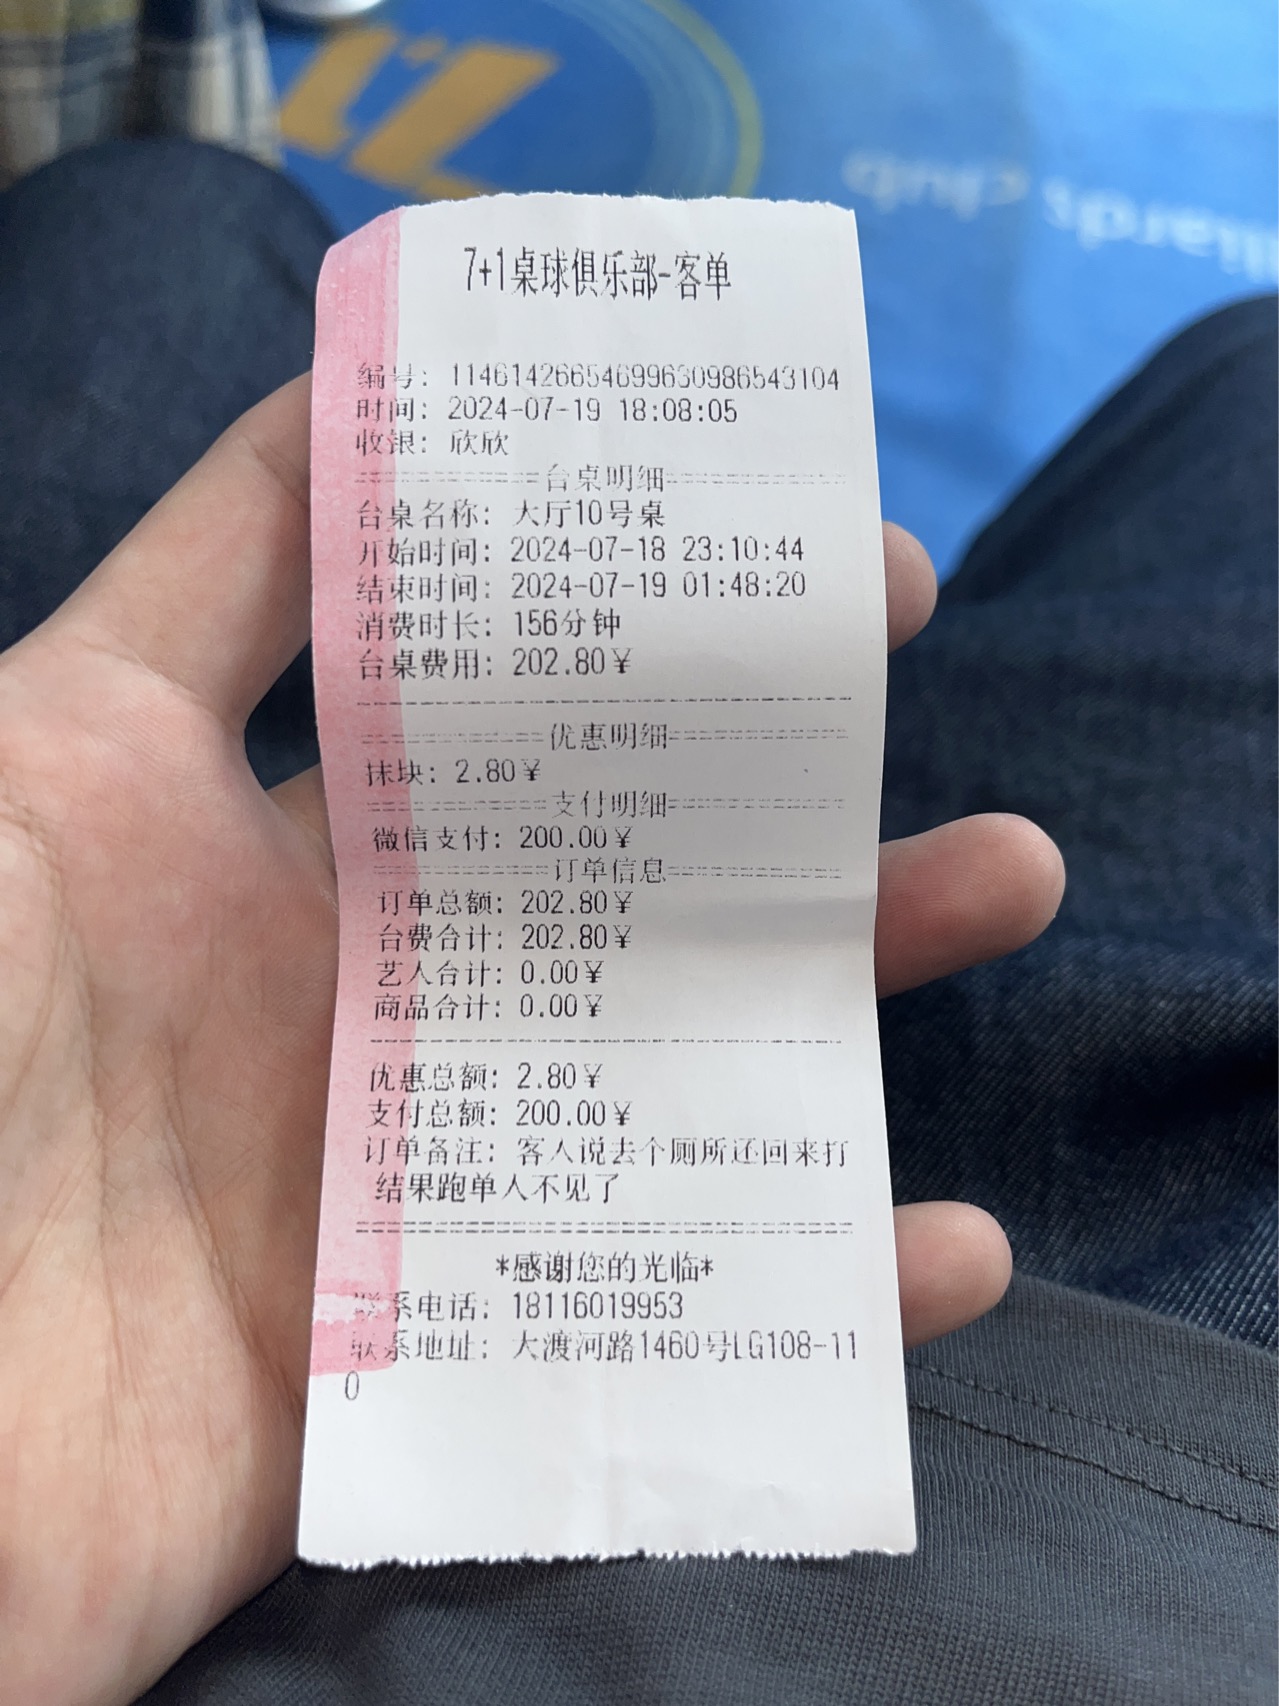 lliards club
7+1桌球俱乐部-客单
编号: 11461426654699630986543104
时间: 2024-07-19 18:08:05
收银: 欣欣
============台桌明细============
台桌名称: 大厅10号桌
开始时间: 2024-07-18 23:10:44
结束时间: 2024-07-19 01:48:20
消费时长: 156分钟
台桌费用: 202.80¥
--------------------------------
============优惠明细============
抹块: 2.80¥
============支付明细============
微信支付: 200.00¥
============订单信息============
订单总额: 202.80¥
台费合计: 202.80¥
艺人合计: 0.00¥
商品合计: 0.00¥
--------------------------------
优惠总额: 2.80¥
支付总额: 200.00¥
订单备注: 客人说去个厕所还回来打
结果跑单人不见了
================================
*感谢您的光临*
联系电话: 18116019953
联系地址: 大渡河路1460号LG108-11
0